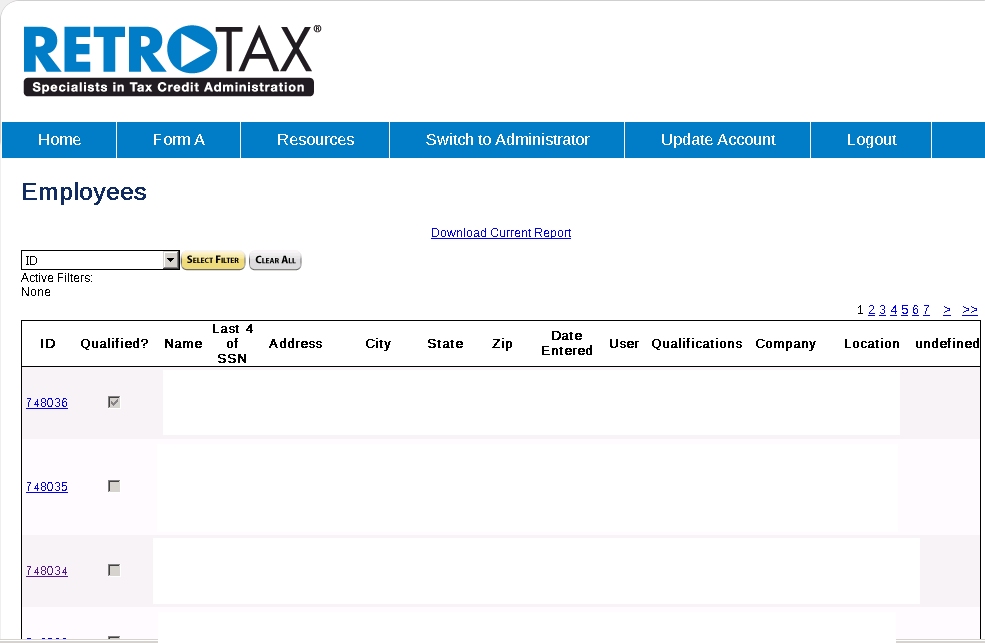 RETROTAX®
Specialists in Tax Credit Administration
Home Form A Resources Switch to Administrator Update Account Logout
Employees
Download Current Report
ID SELECT FILTER CLEAR ALL
Active Filters:
None
1 2 3 4 5 6 7 > >>
ID Qualified? Name Last 4 of SSN Address City State Zip Date Entered User Qualifications Company Location undefined
748036
748035
748034